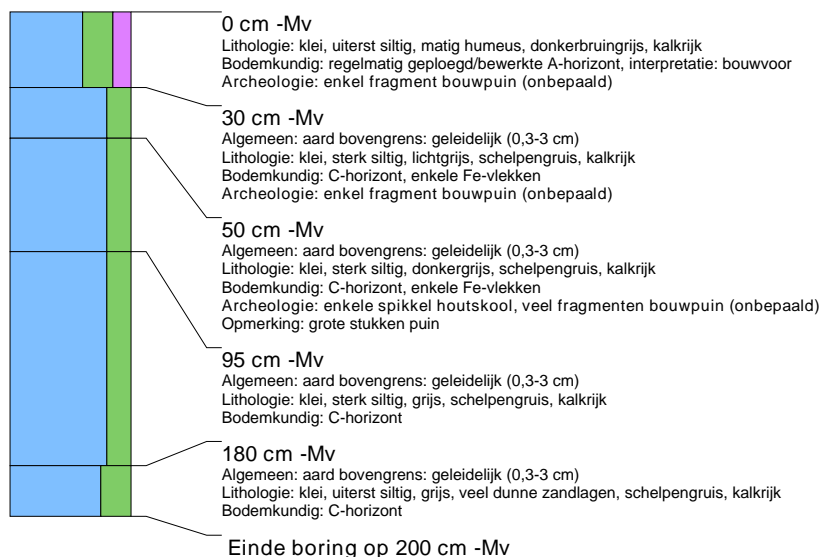 0 cm -Mv
Lithologie: klei, uiterst siltig, matig humeus, donkerbruingrijs, kalkrijk
Bodemkundig: regelmatig geploegd/bewerkte A-horizont, interpretatie: bouwvoor
Archeologie: enkel fragment bouwpuin (onbepaald)
30 cm -Mv
Algemeen: aard bovengrens: geleidelijk (0,3-3 cm)
Lithologie: klei, sterk siltig, lichtgrijs, schelpengruis, kalkrijk
Bodemkundig: C-horizont, enkele Fe-vlekken
Archeologie: enkel fragment bouwpuin (onbepaald)
50 cm -Mv
Algemeen: aard bovengrens: geleidelijk (0,3-3 cm)
Lithologie: klei, sterk siltig, donkergrijs, schelpengruis, kalkrijk
Bodemkundig: C-horizont, enkele Fe-vlekken
Archeologie: enkele spikkel houtskool, veel fragmenten bouwpuin (onbepaald)
Opmerking: grote stukken puin
95 cm -Mv
Algemeen: aard bovengrens: geleidelijk (0,3-3 cm)
Lithologie: klei, sterk siltig, grijs, schelpengruis, kalkrijk
Bodemkundig: C-horizont
180 cm -Mv
Algemeen: aard bovengrens: geleidelijk (0,3-3 cm)
Lithologie: klei, uiterst siltig, grijs, veel dunne zandlagen, schelpengruis, kalkrijk
Bodemkundig: C-horizont
Einde boring op 200 cm -Mv